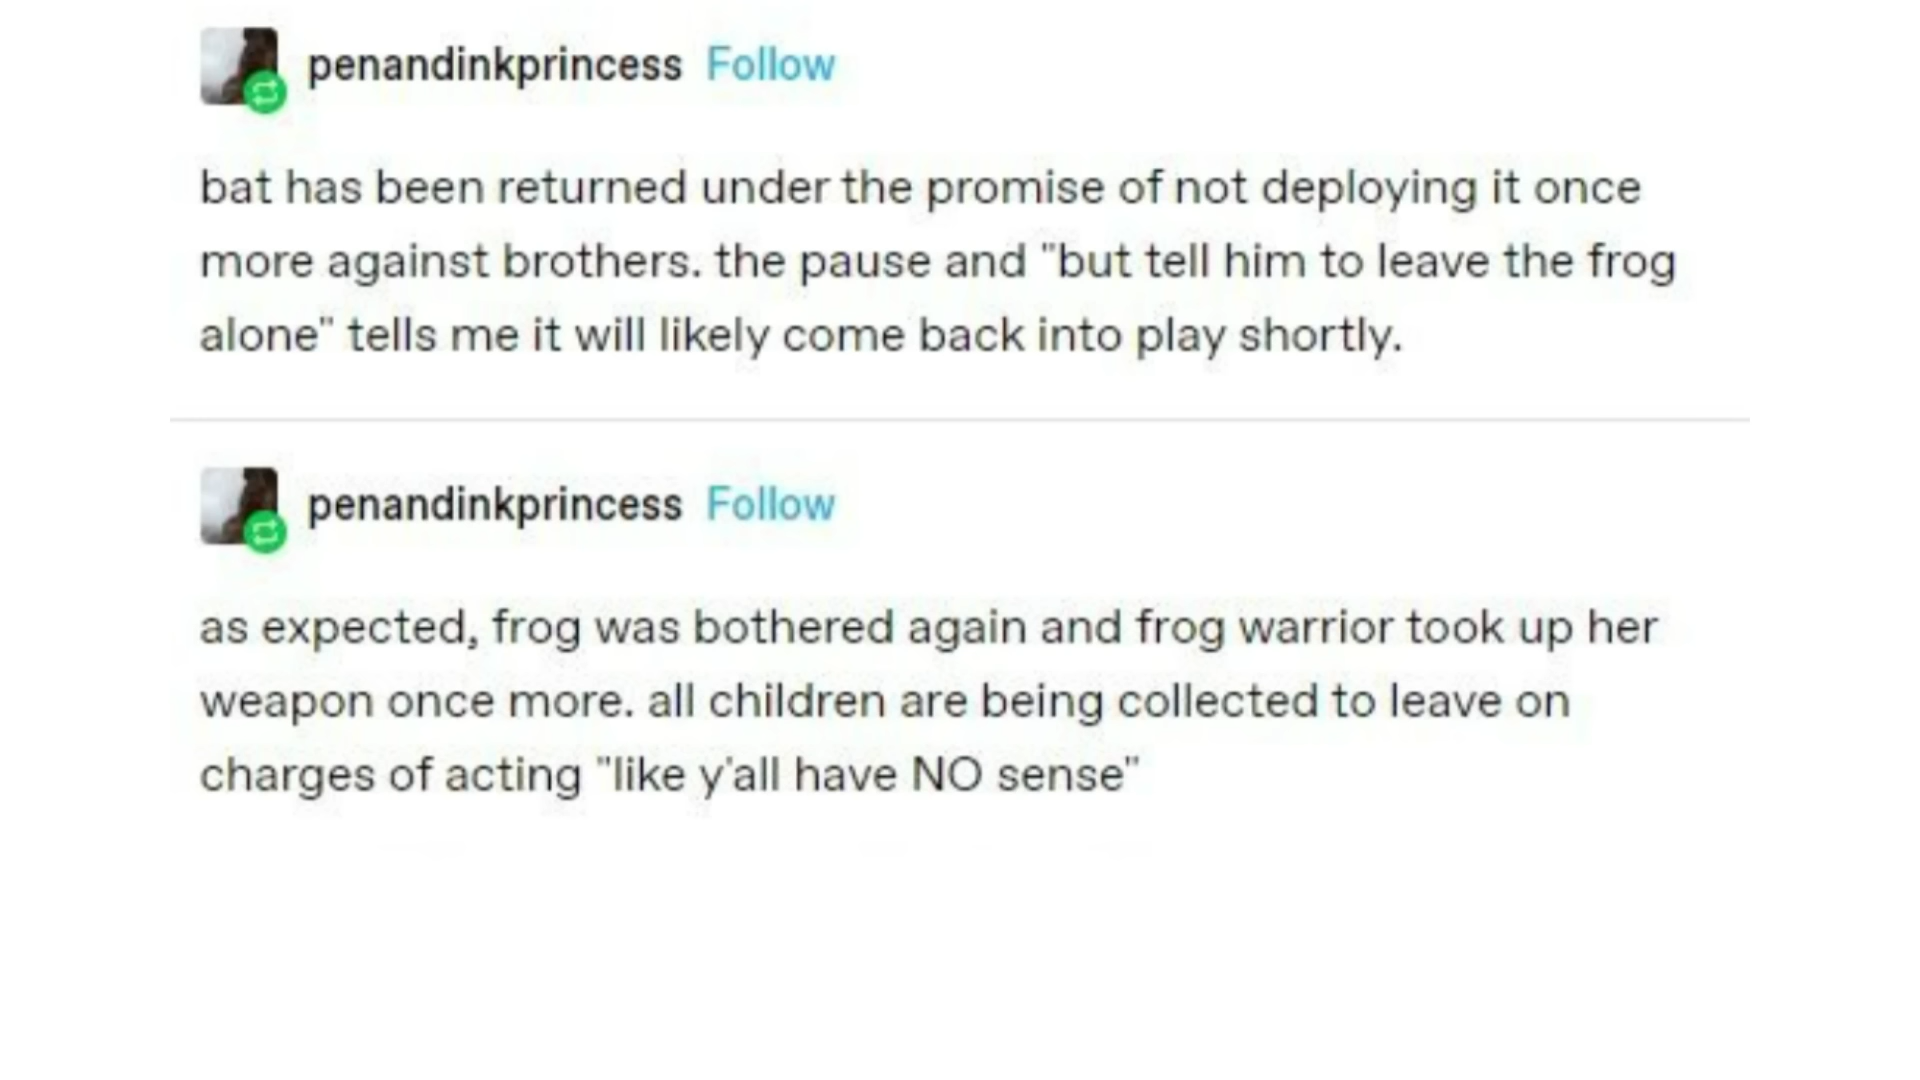 penandinkprincess Follow
bat has been returned under the promise of not deploying it once
more against brothers. the pause and "but tell him to leave the frog
alone" tells me it will likely come back into play shortly.
penandinkprincess Follow
as expected, frog was bothered again and frog warrior took up her
weapon once more. all children are being collected to leave on
charges of acting "like y'all have NO sense"